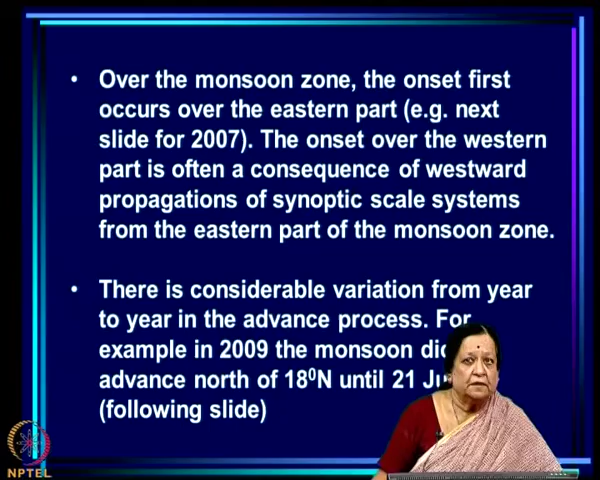 • Over the monsoon zone, the onset first
occurs over the eastern part (e.g. next
slide for 2007). The onset over the western
part is often a consequence of westward
propagations of synoptic scale systems
from the eastern part of the monsoon zone.
• There is considerable variation from year
to year in the advance process. For
example in 2009 the monsoon
advance north of 18⁰N until 21
(following slide)
NPTEL